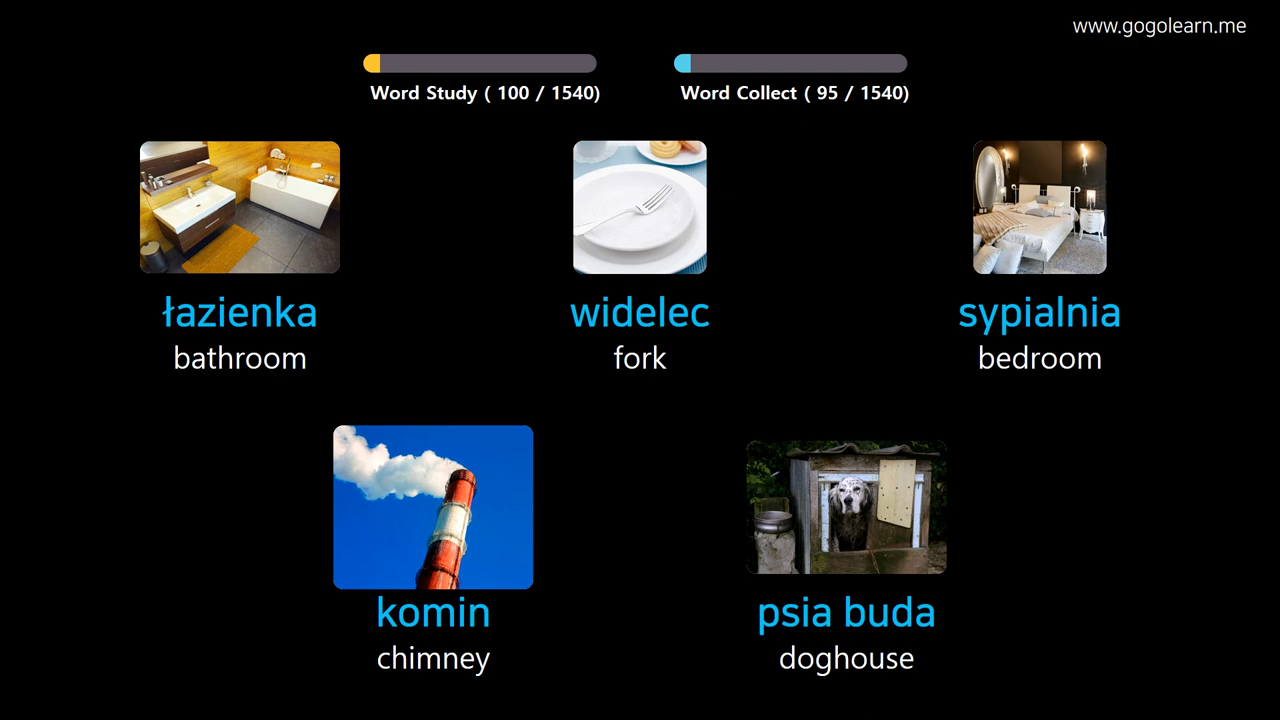 www.gogolearn.me
Word Study ( 100 / 1540)
Word Collect ( 95 / 1540)
łazienka
bathroom
widelec
fork
sypialnia
bedroom
komin
chimney
psia buda
doghouse